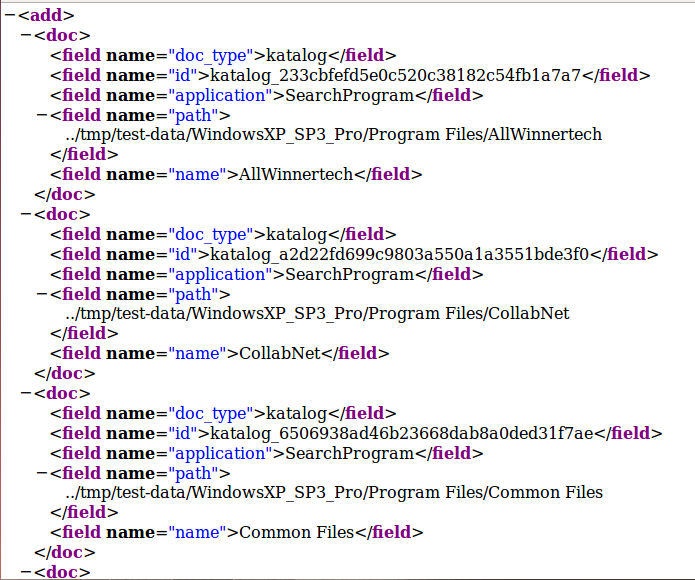 −<add>
−<doc>
<field name="doc_type">katalog</field>
<field name="id">katalog_233cbfefd5e0c520c38182c54fb1a7a7</field>
<field name="application">SearchProgram</field>
−<field name="path">
../tmp/test-data/WindowsXP_SP3_Pro/Program Files/AllWinnertech
</field>
<field name="name">AllWinnertech</field>
</doc>
−<doc>
<field name="doc_type">katalog</field>
<field name="id">katalog_a2d22fd699c9803a550a1a3551bde3f0</field>
<field name="application">SearchProgram</field>
−<field name="path">
../tmp/test-data/WindowsXP_SP3_Pro/Program Files/CollabNet
</field>
<field name="name">CollabNet</field>
</doc>
−<doc>
<field name="doc_type">katalog</field>
<field name="id">katalog_6506938ad46b23668dab8a0ded31f7ae</field>
<field name="application">SearchProgram</field>
−<field name="path">
../tmp/test-data/WindowsXP_SP3_Pro/Program Files/Common Files
</field>
<field name="name">Common Files</field>
</doc>
−<doc>